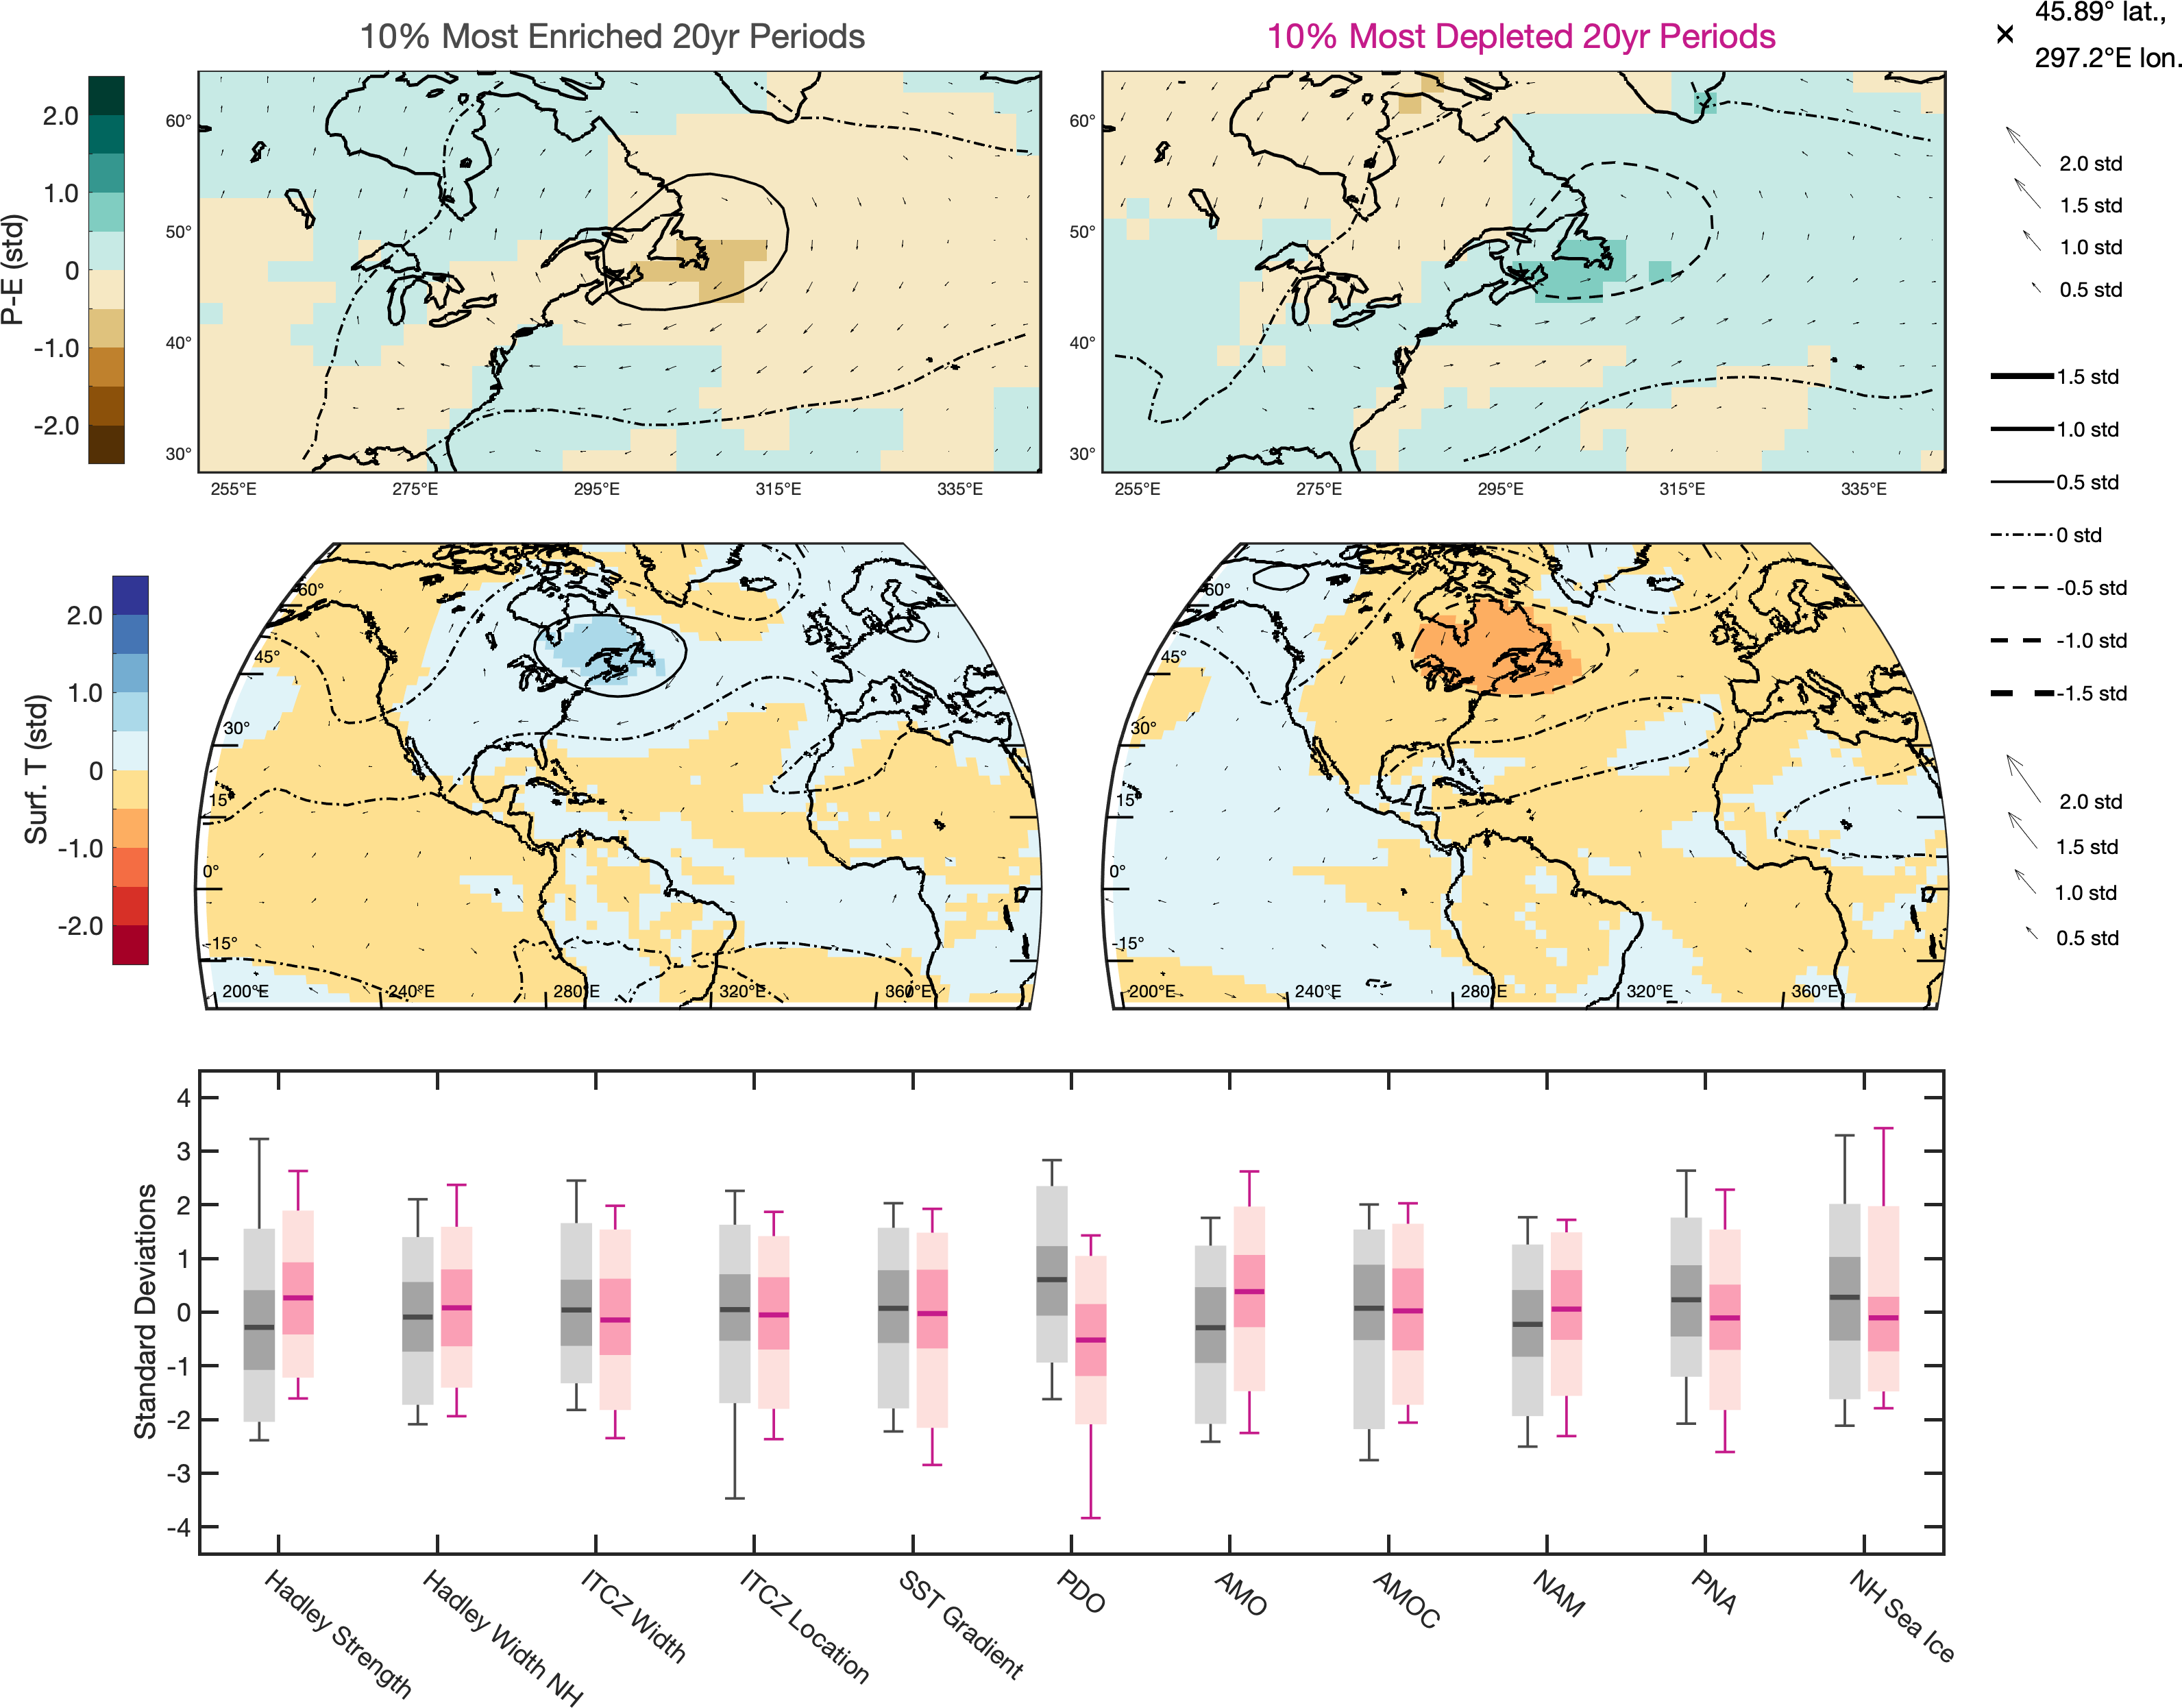 10% Most Enriched 20yr Periods
10% Most Depleted 20yr Periods
45.89° lat.,
297.2°E lon.
P-E (std)
2.0
1.0
0
-1.0
-2.0
60°
50°
40°
30°
255°E 275°E 295°E 315°E 335°E
60°
50°
40°
30°
255°E 275°E 295°E 315°E 335°E
2.0 std
1.5 std
1.0 std
0.5 std
1.5 std
1.0 std
0.5 std
0 std
-0.5 std
-1.0 std
-1.5 std
Surf. T (std)
2.0
1.0
0
-1.0
-2.0
60°
45°
30°
15
0°
-15°
200°E 240°E 280°E 320°E 360°E
60°
45°
30°
15
0°
-15°
200°E 240°E 280°E 320°E 360°E
2.0 std
1.5 std
1.0 std
0.5 std
Standard Deviations
4
3
2
1
0
-1
-2
-3
-4
Hadley Strength
Hadley Width NH
ITCZ Width
ITCZ Location
SST Gradient
PDO
AMO
AMOC
NAM
PNA
NH Sea Ice